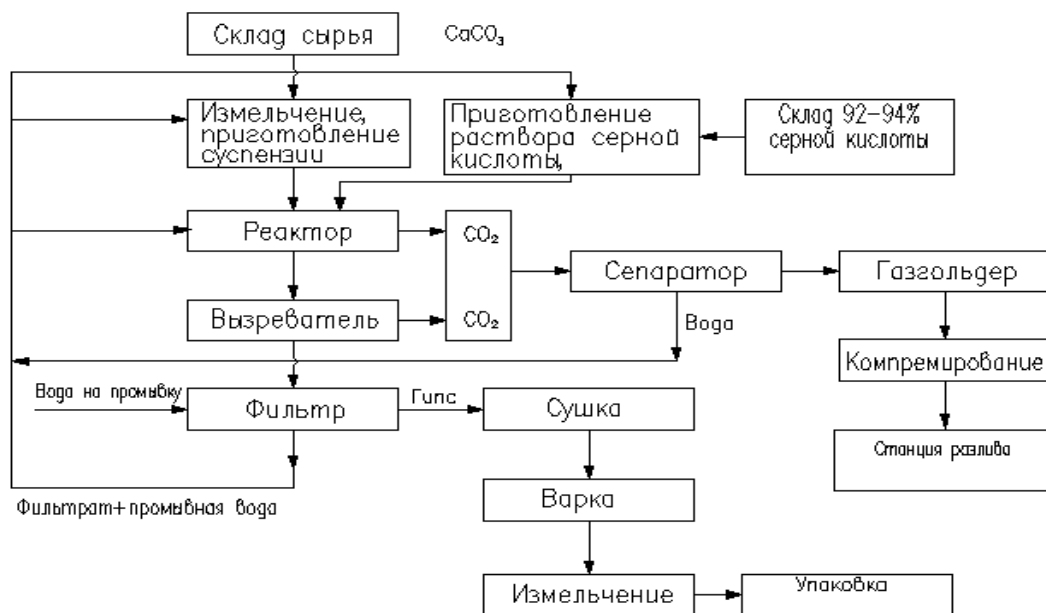 Склад сырья
CaCO₃
Измельчение,
приготовление
суспензии
Приготовление
раствора серной
кислоты,
Склад 92-94%
серной кислоты
Реактор
CO₂
Сепаратор
Газгольдер
Вызреватель
CO₂
Вода
Компремирование
Вода на промывку
Фильтр
Гипс
Сушка
Станция разлива
Фильтрат+промывная вода
Варка
Измельчение
Упаковка